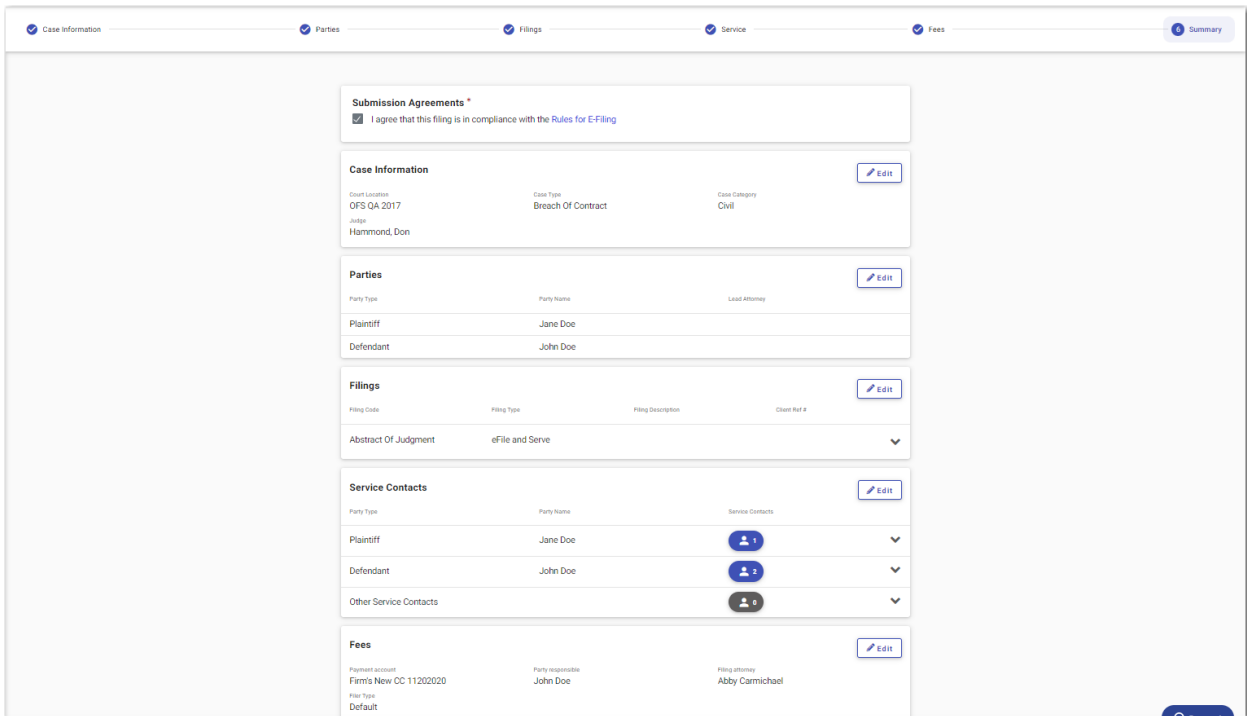 Case Information Parties Filings Service Fees 6 Summary
Submission Agreements *
I agree that this filing is in compliance with the Rules for E-Filing
Case Information Edit
Court Location Case Type Case Category
OFS QA 2017 Breach Of Contract Civil
Judge
Hammond, Don
Parties Edit
Party Type Party Name Lead Attorney
Plaintiff Jane Doe
Defendant John Doe
Filings Edit
Filing Code Filing Type Filing Description Client Ref #
Abstract Of Judgment eFile and Serve
Service Contacts Edit
Party Type Party Name Service Contacts
Plaintiff Jane Doe 1
Defendant John Doe 2
Other Service Contacts
Fees Edit
Payment account Party responsible Filing attorney
Firm's New CC 11202020 John Doe Abby Carmichael
Filer Type
Default